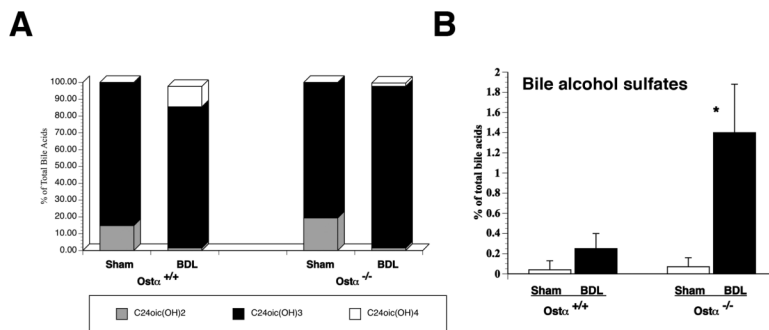 A
% of Total Bile Acids
100.00
90.00
80.00
70.00
60.00
50.00
40.00
30.00
20.00
10.00
0.00
Sham BDL Sham BDL
Ostα +/+ Ostα -/-
C24oic(OH)2 C24oic(OH)3 C24oic(OH)4
B
Bile alcohol sulfates
% of total bile acids
2
1.8
1.6
1.4
1.2
1
0.8
0.6
0.4
0.2
0
*
Sham BDL Sham BDL
Ostα +/+ Ostα -/-